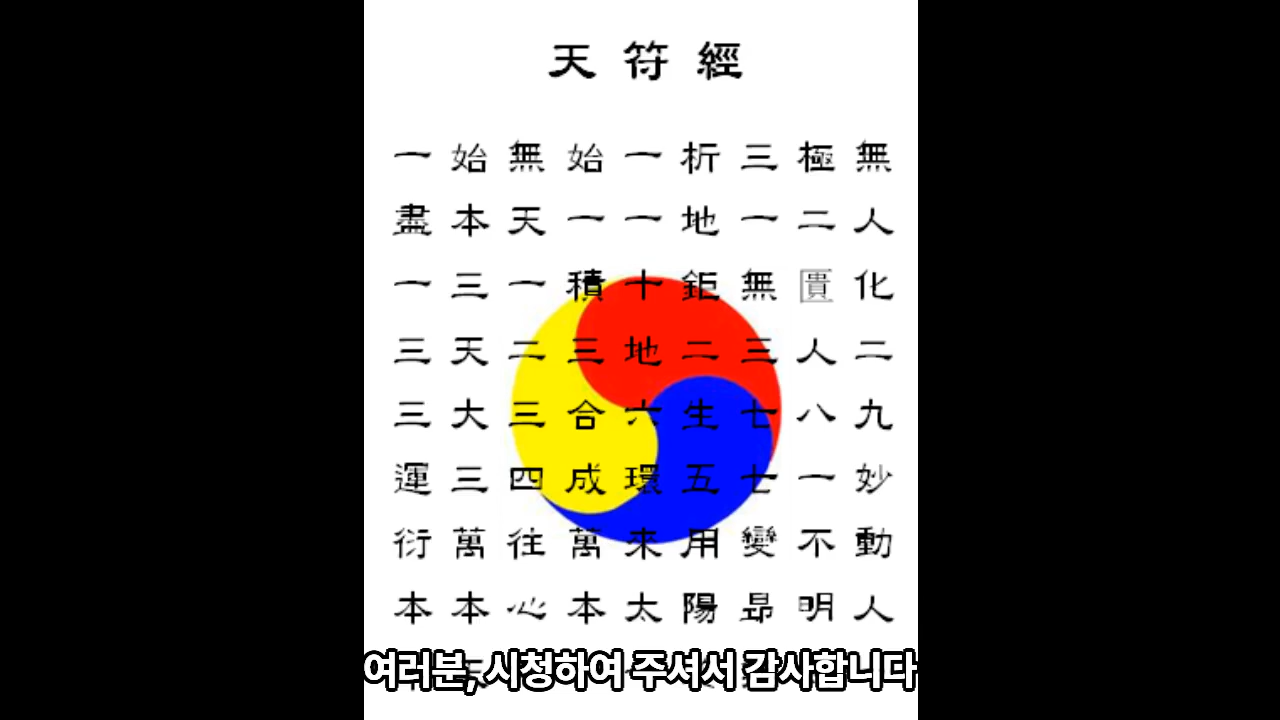 天符經
一始無始一析三極無
盡本天一一地一二人
一三一積十鉅無匱化
三天二三地二三人二
三大三合六生七八九
運三四成環五七一妙
衍萬往萬來用變不動
本本心本太陽昻明人
여러분, 시청하여 주셔서 감사합니다